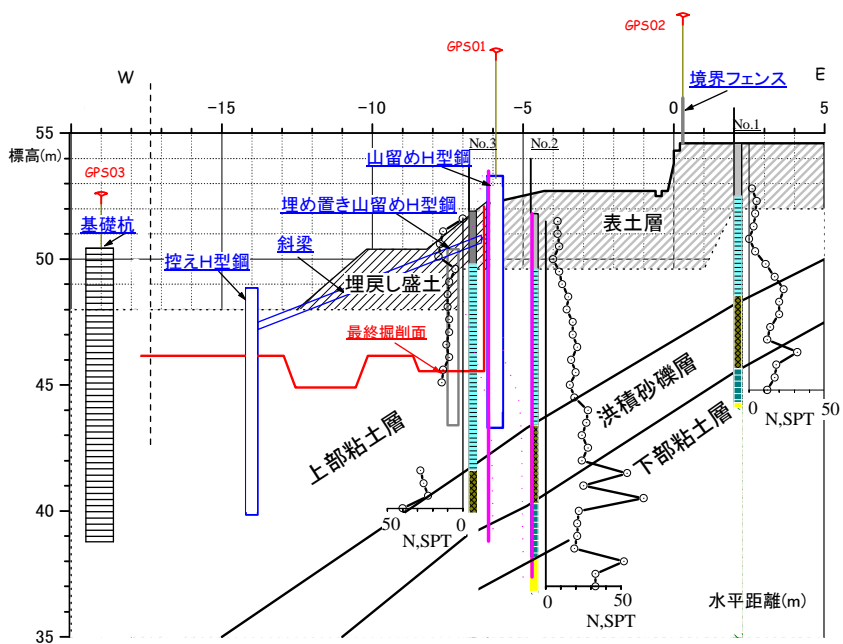 GPS02
GPS01
W
E
境界フェンス
-15
-10
-5
0
5
No.1
55
標高(m)
No.3
No.2
山留めH型鋼
GPS03
埋め置き山留めH型鋼
基礎杭
斜梁
表土層
控えH型鋼
50
埋戻し盛土
最終掘削面
洪積砂礫層
45
上部粘土層
下部粘土層
0
50
N,SPT
50
0
N,SPT
40
0
50
N,SPT
水平距離(m)
35